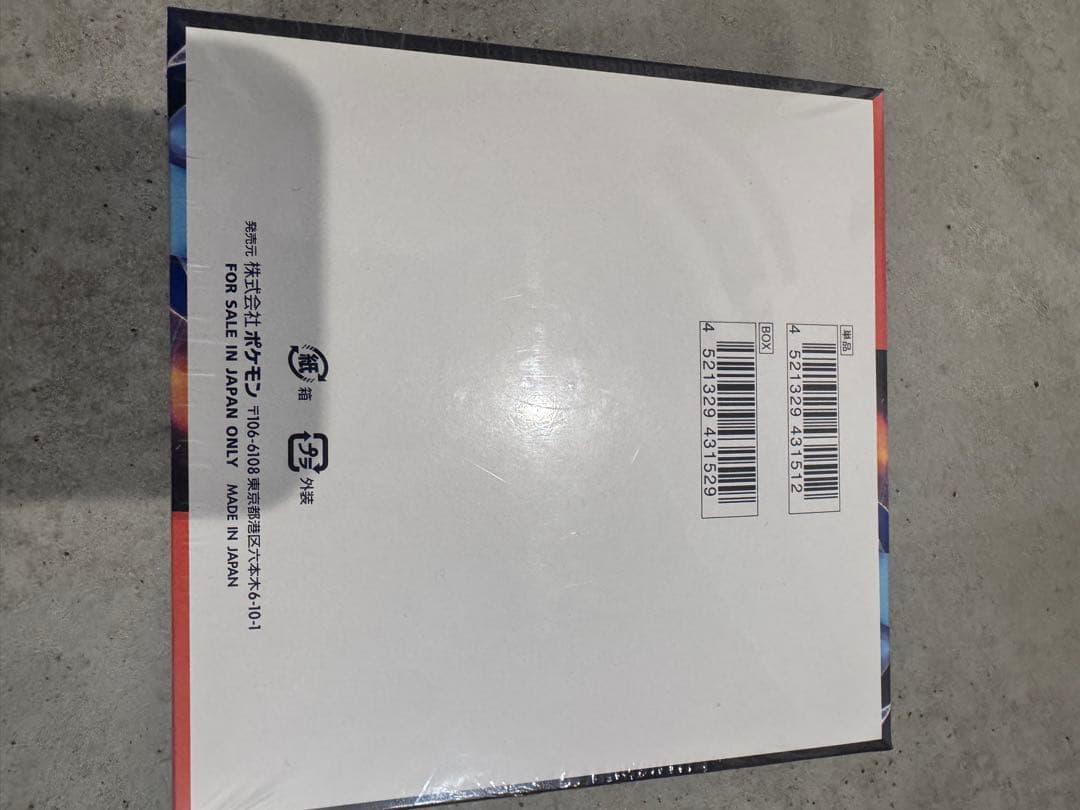 単品
4 521329 431512
BOX
4 521329 431529
紙 箱
プラ 外装
発売元 株式会社 ポケモン 〒106-6108 東京都港区六本木6-10-1
FOR SALE IN JAPAN ONLY MADE IN JAPAN